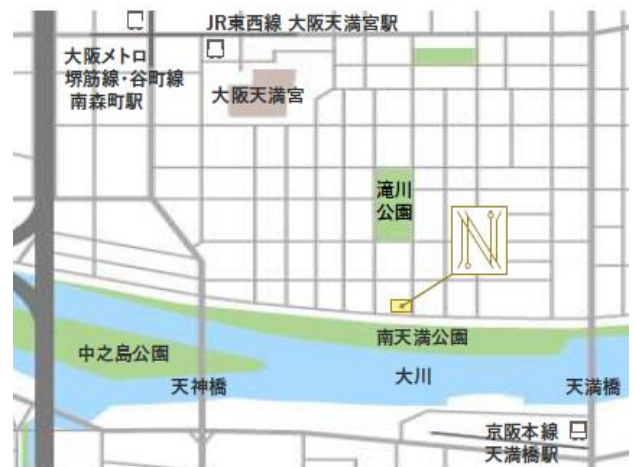 JR東西線 大阪天満宮駅
大阪メトロ
堺筋線・谷町線
南森町駅
大阪天満宮
滝川
公園
N
南天満公園
中之島公園
大川
天神橋
天満橋
京阪本線
天満橋駅